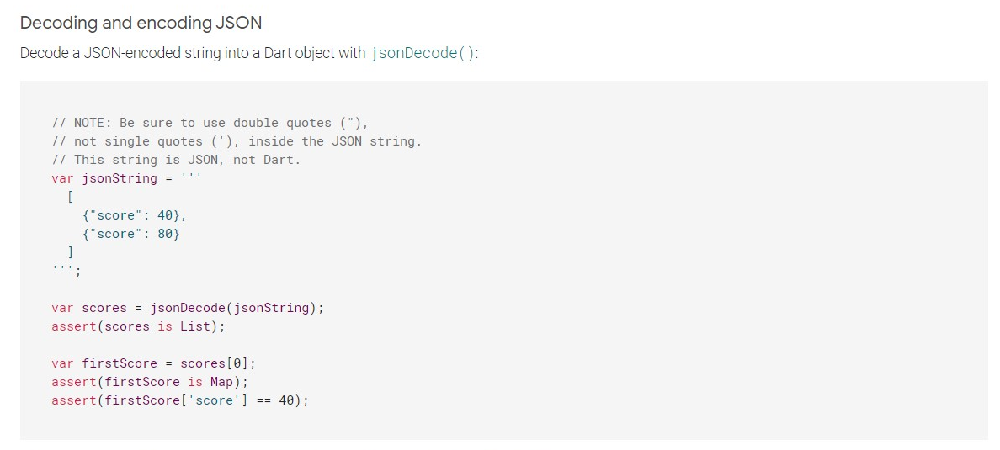 Decoding and encoding JSON
Decode a JSON-encoded string into a Dart object with jsonDecode():
// NOTE: Be sure to use double quotes ("),
// not single quotes ('), inside the JSON string.
// This string is JSON, not Dart.
var jsonString = '''
  [
    {"score": 40},
    {"score": 80}
  ]
''';

var scores = jsonDecode(jsonString);
assert(scores is List);

var firstScore = scores[0];
assert(firstScore is Map);
assert(firstScore['score'] == 40);